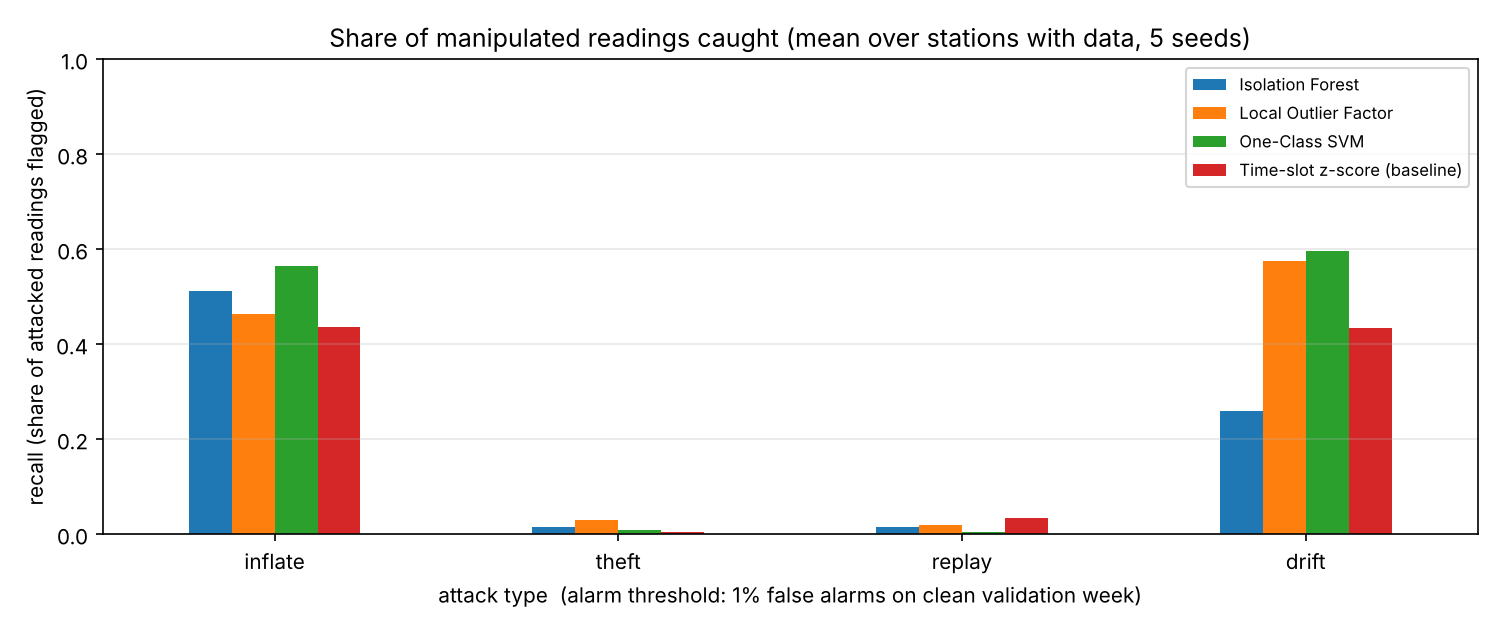 Share of manipulated readings caught (mean over stations with data, 5 seeds)
recall (share of attacked readings flagged)
1.0
0.8
0.6
0.4
0.2
0.0
Isolation Forest
Local Outlier Factor
One-Class SVM
Time-slot z-score (baseline)
inflate
theft
replay
drift
attack type  (alarm threshold: 1% false alarms on clean validation week)